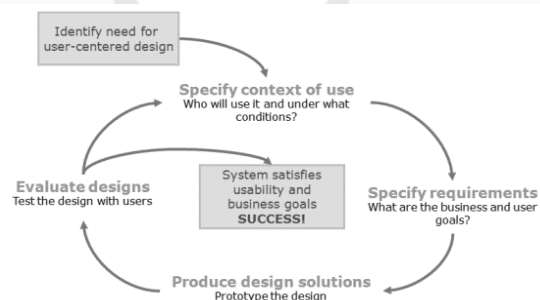 Identify need for
user-centered design
Specify context of use
Who will use it and under what
conditions?
Evaluate designs
Test the design with users
System satisfies
usability and
business goals
SUCCESS!
Specify requirements
What are the business and user
goals?
Produce design solutions
Prototype the design